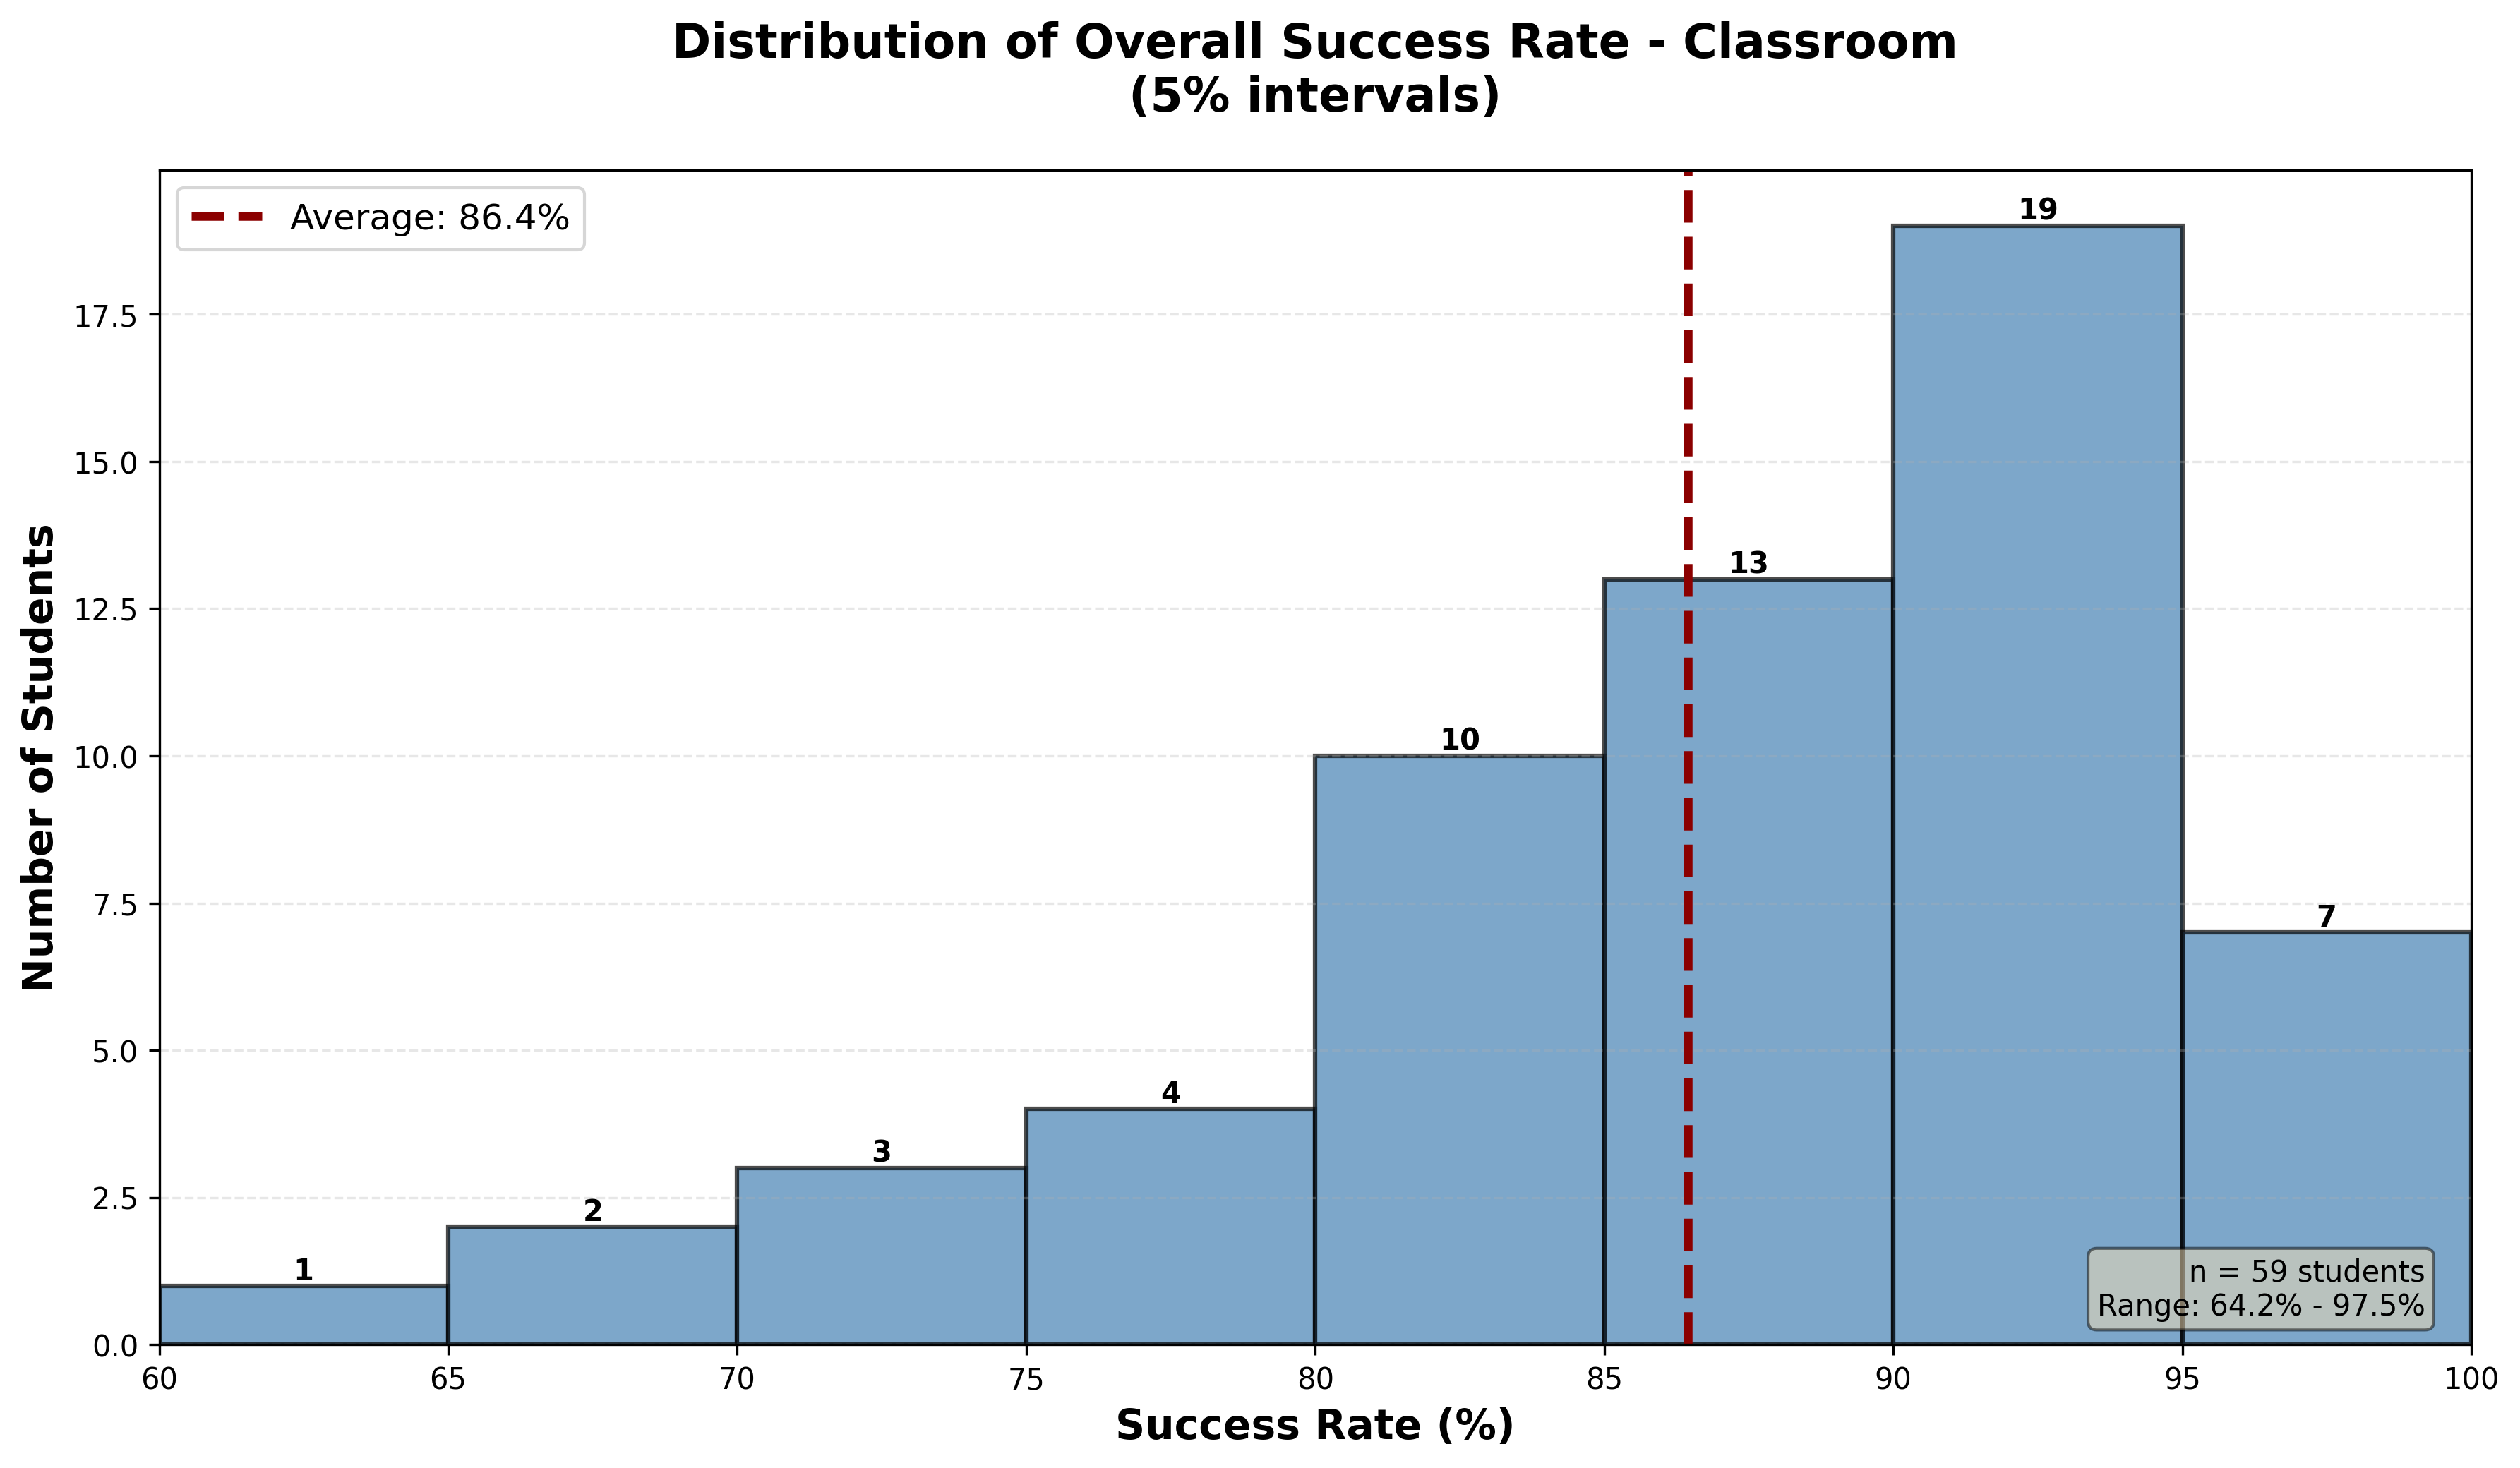 Distribution of Overall Success Rate - Classroom
(5% intervals)
Average: 86.4%
Number of Students
17.5
15.0
12.5
10.0
7.5
5.0
2.5
0.0
1
2
3
4
10
13
19
7
n = 59 students
Range: 64.2% - 97.5%
60 65 70 75 80 85 90 95 100
Success Rate (%)